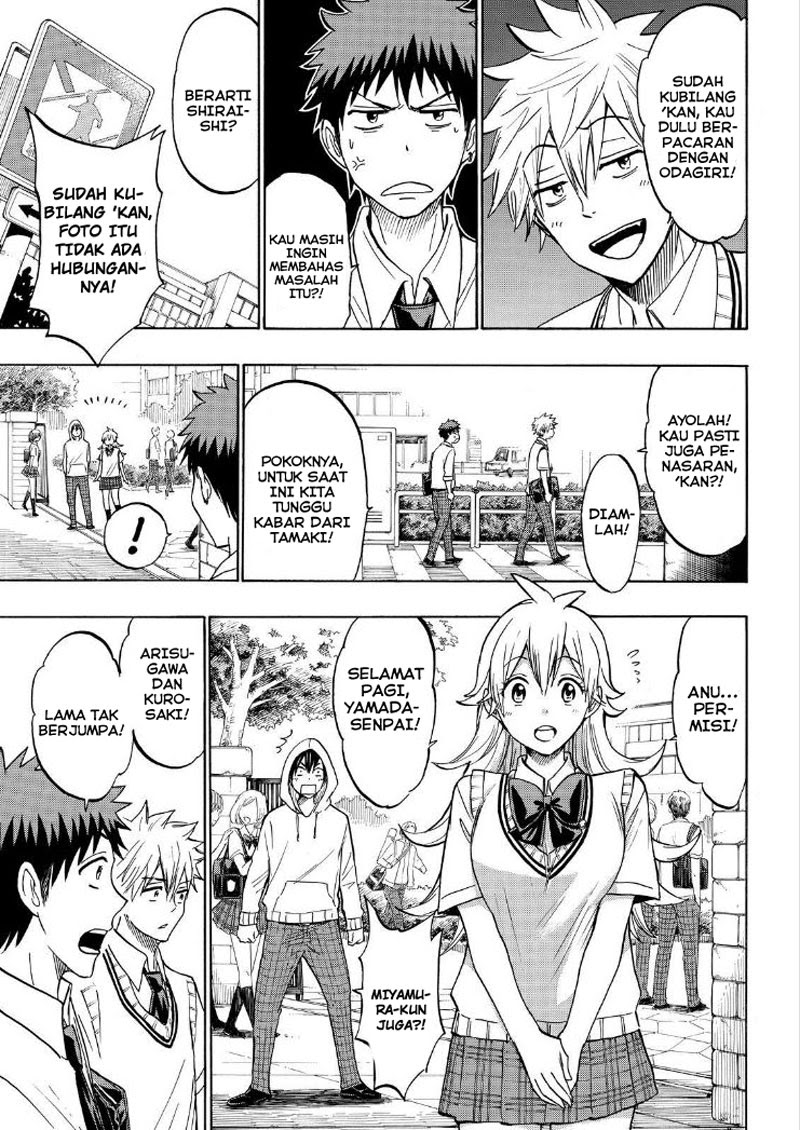 SUDAH
KUBILANG
'KAN, KAU
DULU BER-
PACARAN
DENGAN
ODAGIRI!
KAU MASIH
INGIN
MEMBAHAS
MASALAH
ITU?!
BERARTI
SHIRAI-
SHI?
SUDAH KU-
BILANG 'KAN,
FOTO ITU
TIDAK ADA
HUBUNGAN-
NYA!
AYOLAH!
KAU PASTI
JUGA PE-
NASARAN,
'KAN?!
DIAM-
LAH!
POKOKNYA,
UNTUK SAAT
INI KITA
TUNGGU
KABAR DARI
TAMAKI!
!
ANU...
PER-
MISI!
SELAMAT
PAGI,
YAMADA-
SENPAI!
MIYAMU-
RA-KUN
JUGA?!
ARISU-
GAWA
DAN
KURO-
SAKI!
LAMA TAK
BERJUMPA!